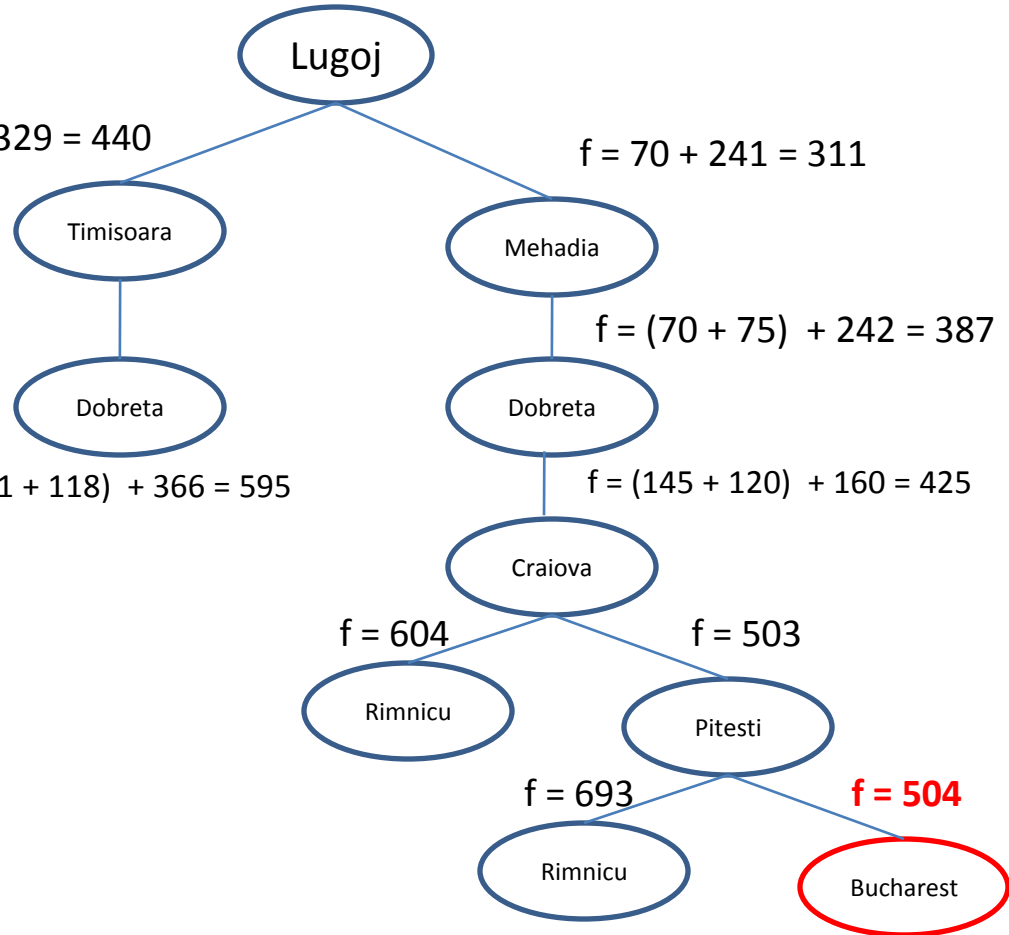 Lugoj
329 = 440
f = 70 + 241 = 311
Timisoara
Mehadia
f = (70 + 75) + 242 = 387
Dobreta
Dobreta
1 + 118) + 366 = 595
f = (145 + 120) + 160 = 425
Craiova
f = 604
f = 503
Rimnicu
Pitesti
f = 693
f = 504
Rimnicu
Bucharest